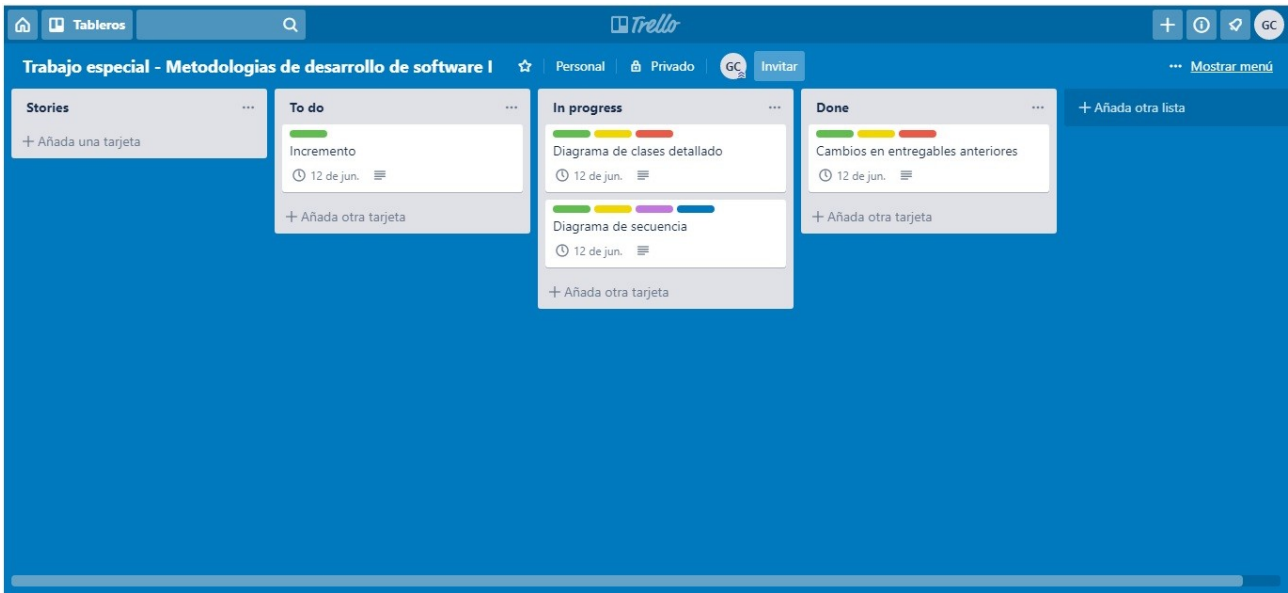 Tableros
Trello
GC
Trabajo especial - Metodologias de desarrollo de software I
Personal
Privado
GC
Invitar
... Mostrar menú
Stories
...
+ Añada una tarjeta
To do
...
Incremento
12 de jun.
+ Añada otra tarjeta
In progress
...
Diagrama de clases detallado
12 de jun.
Diagrama de secuencia
12 de jun.
+ Añada otra tarjeta
Done
...
Cambios en entregables anteriores
12 de jun.
+ Añada otra tarjeta
+ Añada otra lista